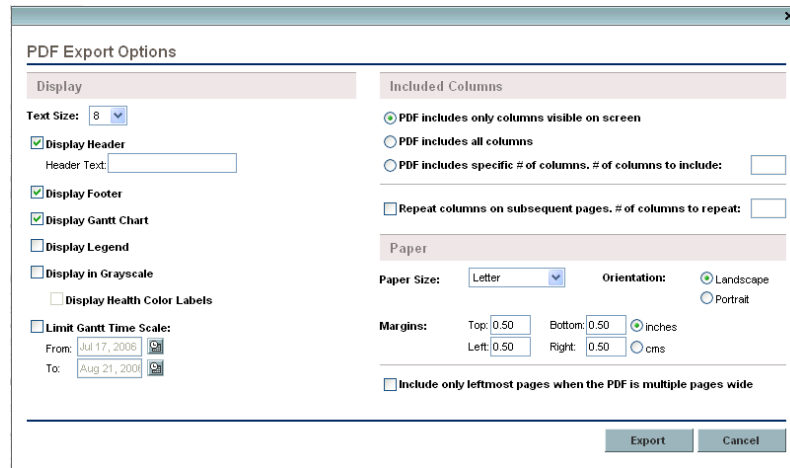 PDF Export Options
Display
Text Size: 8
Display Header
Header Text:
Display Footer
Display Gantt Chart
Display Legend
Display in Grayscale
Display Health Color Labels
Limit Gantt Time Scale:
From: Jul 17, 2006
To: Aug 21, 200
Included Columns
PDF includes only columns visible on screen
PDF includes all columns
PDF includes specific # of columns. # of columns to include:
Repeat columns on subsequent pages. # of columns to repeat:
Paper
Paper Size: Letter Orientation: Landscape
Portrait
Margins: Top: 0.50 Bottom: 0.50 inches
Left: 0.50 Right: 0.50 cms
Include only leftmost pages when the PDF is multiple pages wide
Export Cancel